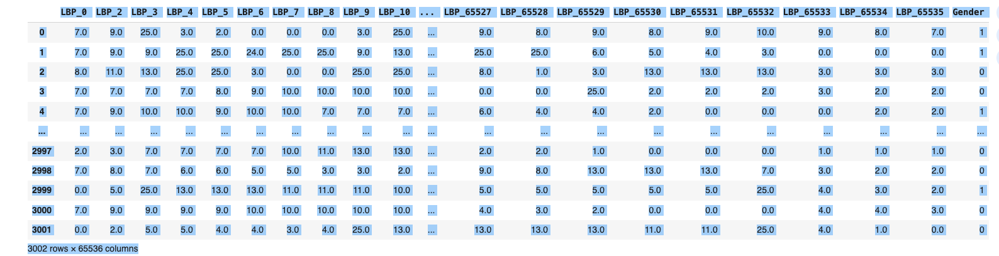 LBP_0 LBP_2 LBP_3 LBP_4 LBP_5 LBP_6 LBP_7 LBP_8 LBP_9 LBP_10 ... LBP_65527 LBP_65528 LBP_65529 LBP_65530 LBP_65531 LBP_65532 LBP_65533 LBP_65534 LBP_65535 Gender
0 7.0 9.0 25.0 3.0 2.0 0.0 0.0 0.0 3.0 25.0 ... 9.0 8.0 9.0 8.0 9.0 10.0 9.0 8.0 7.0 1
1 7.0 9.0 9.0 25.0 25.0 24.0 25.0 25.0 9.0 13.0 ... 25.0 25.0 6.0 5.0 4.0 3.0 0.0 0.0 0.0 1
2 8.0 11.0 13.0 25.0 25.0 3.0 0.0 0.0 25.0 25.0 ... 8.0 1.0 3.0 13.0 13.0 13.0 3.0 3.0 3.0 0
3 7.0 7.0 7.0 7.0 8.0 9.0 10.0 10.0 10.0 10.0 ... 0.0 0.0 25.0 2.0 2.0 2.0 3.0 2.0 2.0 0
4 7.0 9.0 10.0 10.0 9.0 10.0 10.0 7.0 7.0 7.0 ... 6.0 4.0 4.0 2.0 0.0 0.0 0.0 2.0 2.0 1
... ... ... ... ... ... ... ... ... ... ... ... ... ... ... ... ... ... ... ... ... ...
2997 2.0 3.0 7.0 7.0 7.0 7.0 10.0 11.0 13.0 13.0 ... 2.0 2.0 1.0 0.0 0.0 0.0 1.0 1.0 1.0 0
2998 7.0 8.0 7.0 6.0 6.0 5.0 5.0 3.0 3.0 2.0 ... 9.0 8.0 13.0 13.0 13.0 7.0 3.0 2.0 2.0 0
2999 0.0 5.0 25.0 13.0 13.0 13.0 11.0 11.0 11.0 10.0 ... 5.0 5.0 5.0 5.0 5.0 25.0 4.0 3.0 2.0 1
3000 7.0 9.0 9.0 9.0 9.0 10.0 10.0 10.0 10.0 10.0 ... 4.0 3.0 2.0 0.0 0.0 0.0 4.0 4.0 3.0 0
3001 0.0 2.0 5.0 5.0 4.0 4.0 3.0 4.0 25.0 13.0 ... 13.0 13.0 13.0 11.0 11.0 25.0 4.0 1.0 0.0 0
3002 rows × 65536 columns